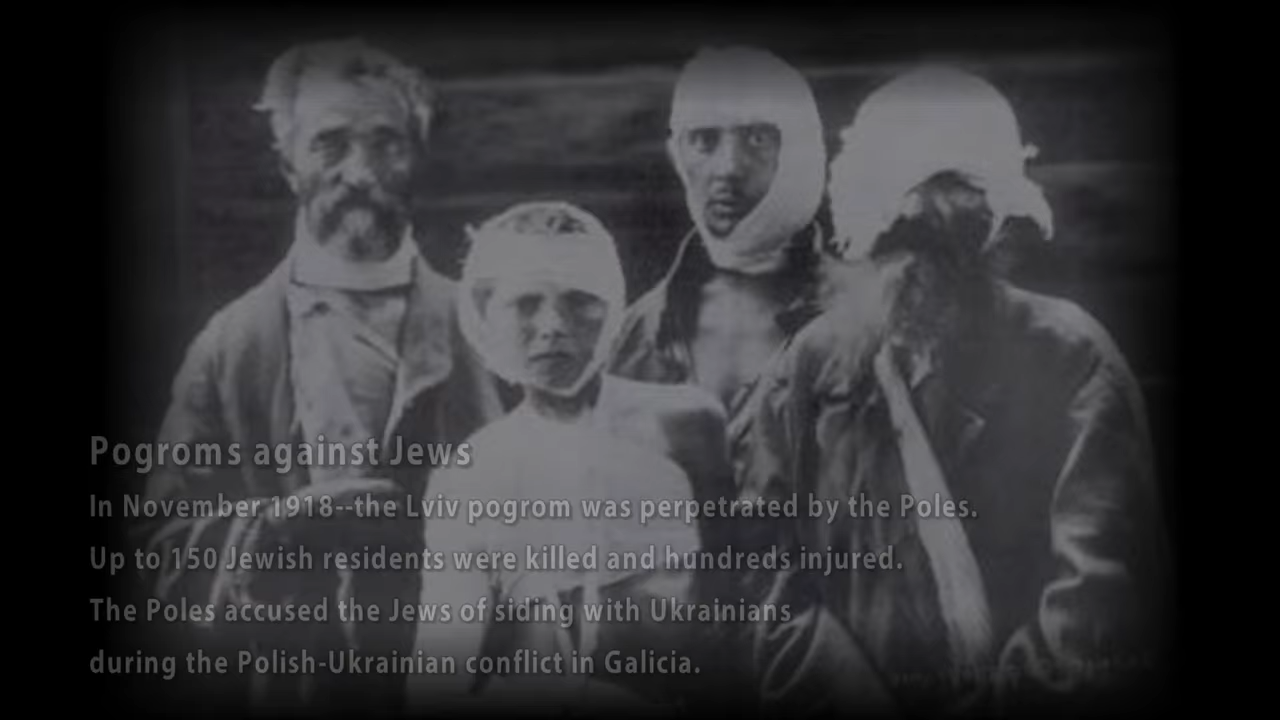 Pogroms against Jews
In November 1918--the Lviv pogrom was perpetrated by the Poles.
Up to 150 Jewish residents were killed and hundreds injured.
The Poles accused the Jews of siding with Ukrainians
during the Polish-Ukrainian conflict in Galicia.